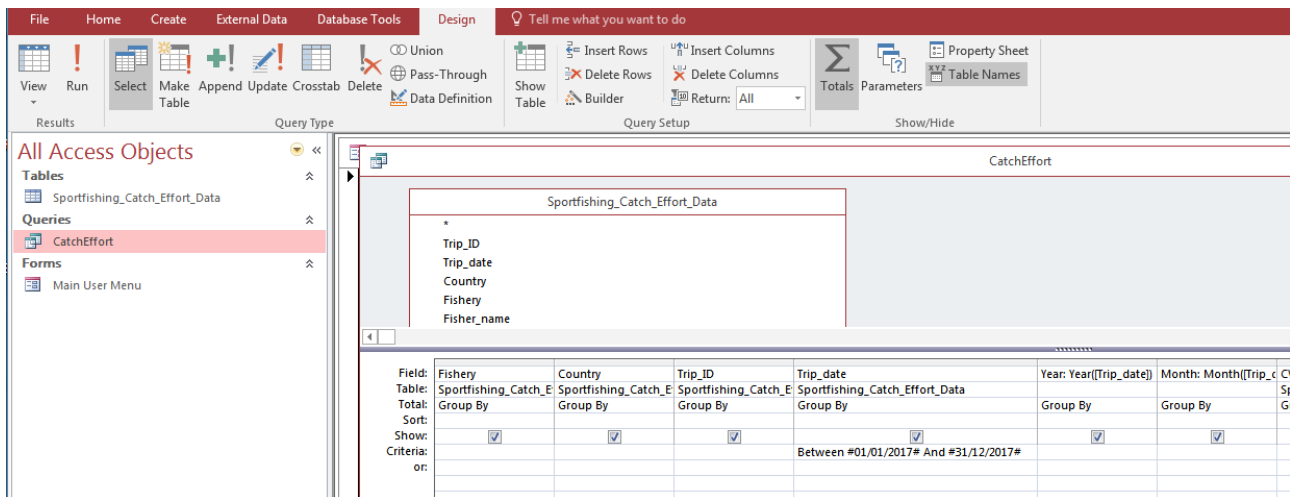 File Home Create External Data Database Tools Design Tell me what you want to do
View Run Select Make Table Append Update Crosstab Delete
Union
Pass-Through
Data Definition
Show Table
Insert Rows
Delete Rows
Builder
Insert Columns
Delete Columns
Return: All
Totals Parameters
Property Sheet
XYZ Table Names
Results Query Type Query Setup Show/Hide
All Access Objects
Tables
Sportfishing_Catch_Effort_Data
Queries
CatchEffort
Forms
Main User Menu
CatchEffort
Sportfishing_Catch_Effort_Data
*
Trip_ID
Trip_date
Country
Fishery
Fisher_name
Field: Fishery Country Trip_ID Trip_date Year: Year([Trip_date]) Month: Month([Trip_d
Table: Sportfishing_Catch_E Sportfishing_Catch_E Sportfishing_Catch_E Sportfishing_Catch_Effort_Data
Total: Group By Group By Group By Group By Group By Group By
Sort:
Show:
Criteria: Between #01/01/2017# And #31/12/2017#
or: